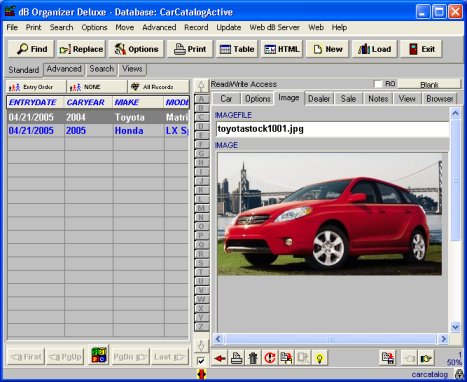 dB Organizer Deluxe - Database: CarCatalogActive
File Print Search Options Move Advanced Record Update Web dB Server Web Help
Find Replace Options Print Table HTML New Load Exit
Standard Advanced Search Views
Entry Order NONE All Records
ENTRYDATE CARYEAR MAKE MODE
04/21/2005 2004 Toyota Matri
04/21/2005 2005 Honda LX Sp
A
B
C
D
E
F
G
H
I
J
K
L
M
N
O
P
Q
R
S
T
U
V
W
X
Y
Z
First PgUp PgDn Last
Read/Write Access RO Blank
Car Options Image Dealer Sale Notes View Browser
IMAGEFILE
toyotastock1001.jpg
IMAGE
1
50%
carcatalog